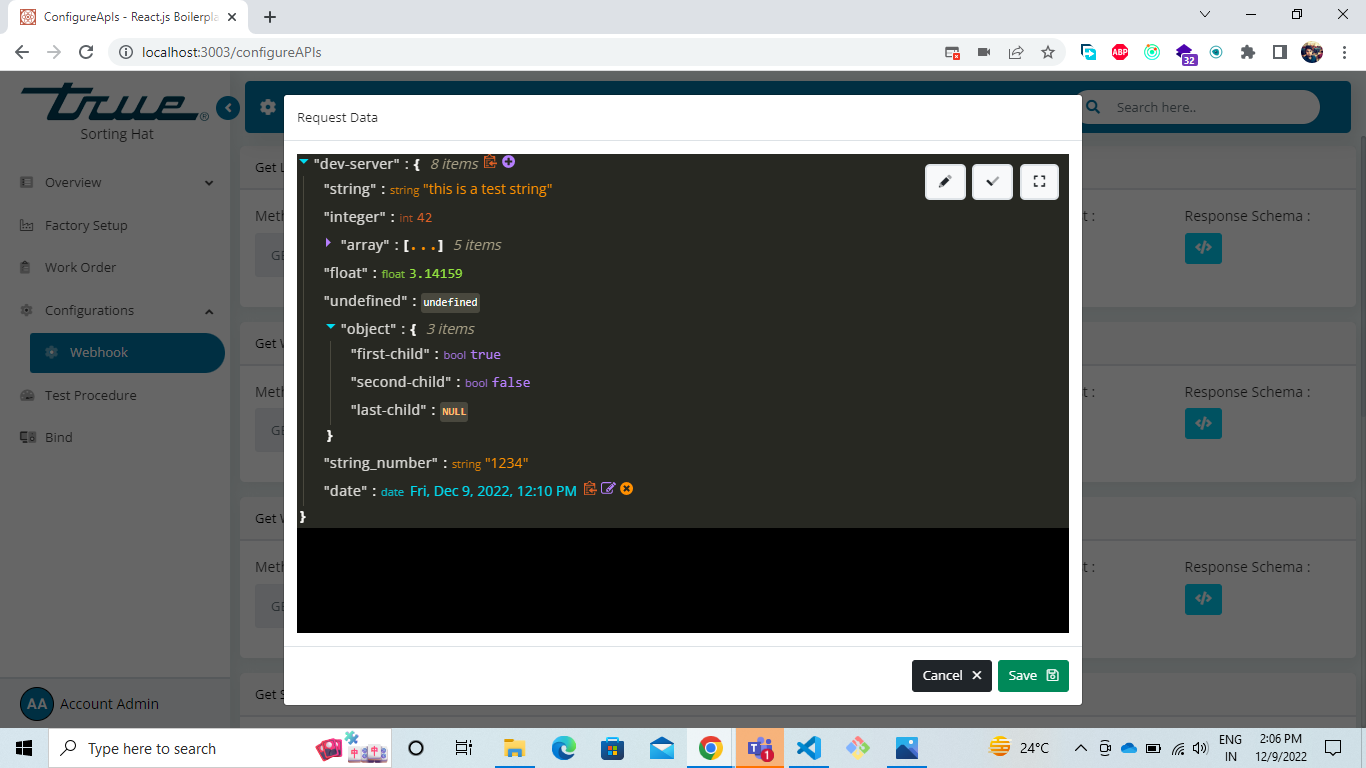 ConfigureApIs - React.js Boilerpla
localhost:3003/configureAPIs
ABP
32
true®
Sorting Hat
Search here..
Overview
Factory Setup
Work Order
Configurations
Webhook
Test Procedure
Bind
AA Account Admin
Get L
Meth
GE
t :
Response Schema :
</>
Get W
Meth
GE
t :
Response Schema :
</>
Get W
Meth
GE
t :
Response Schema :
</>
Get S
Request Data
"dev-server" : { 8 items
"string" : string "this is a test string"
"integer" : int 42
"array" : [...] 5 items
"float" : float 3.14159
"undefined" : undefined
"object" : { 3 items
"first-child" : bool true
"second-child" : bool false
"last-child" : NULL
}
"string_number" : string "1234"
"date" : date Fri, Dec 9, 2022, 12:10 PM
}
Cancel
Save
Type here to search
1
24°C
ENG
IN
2:06 PM
12/9/2022